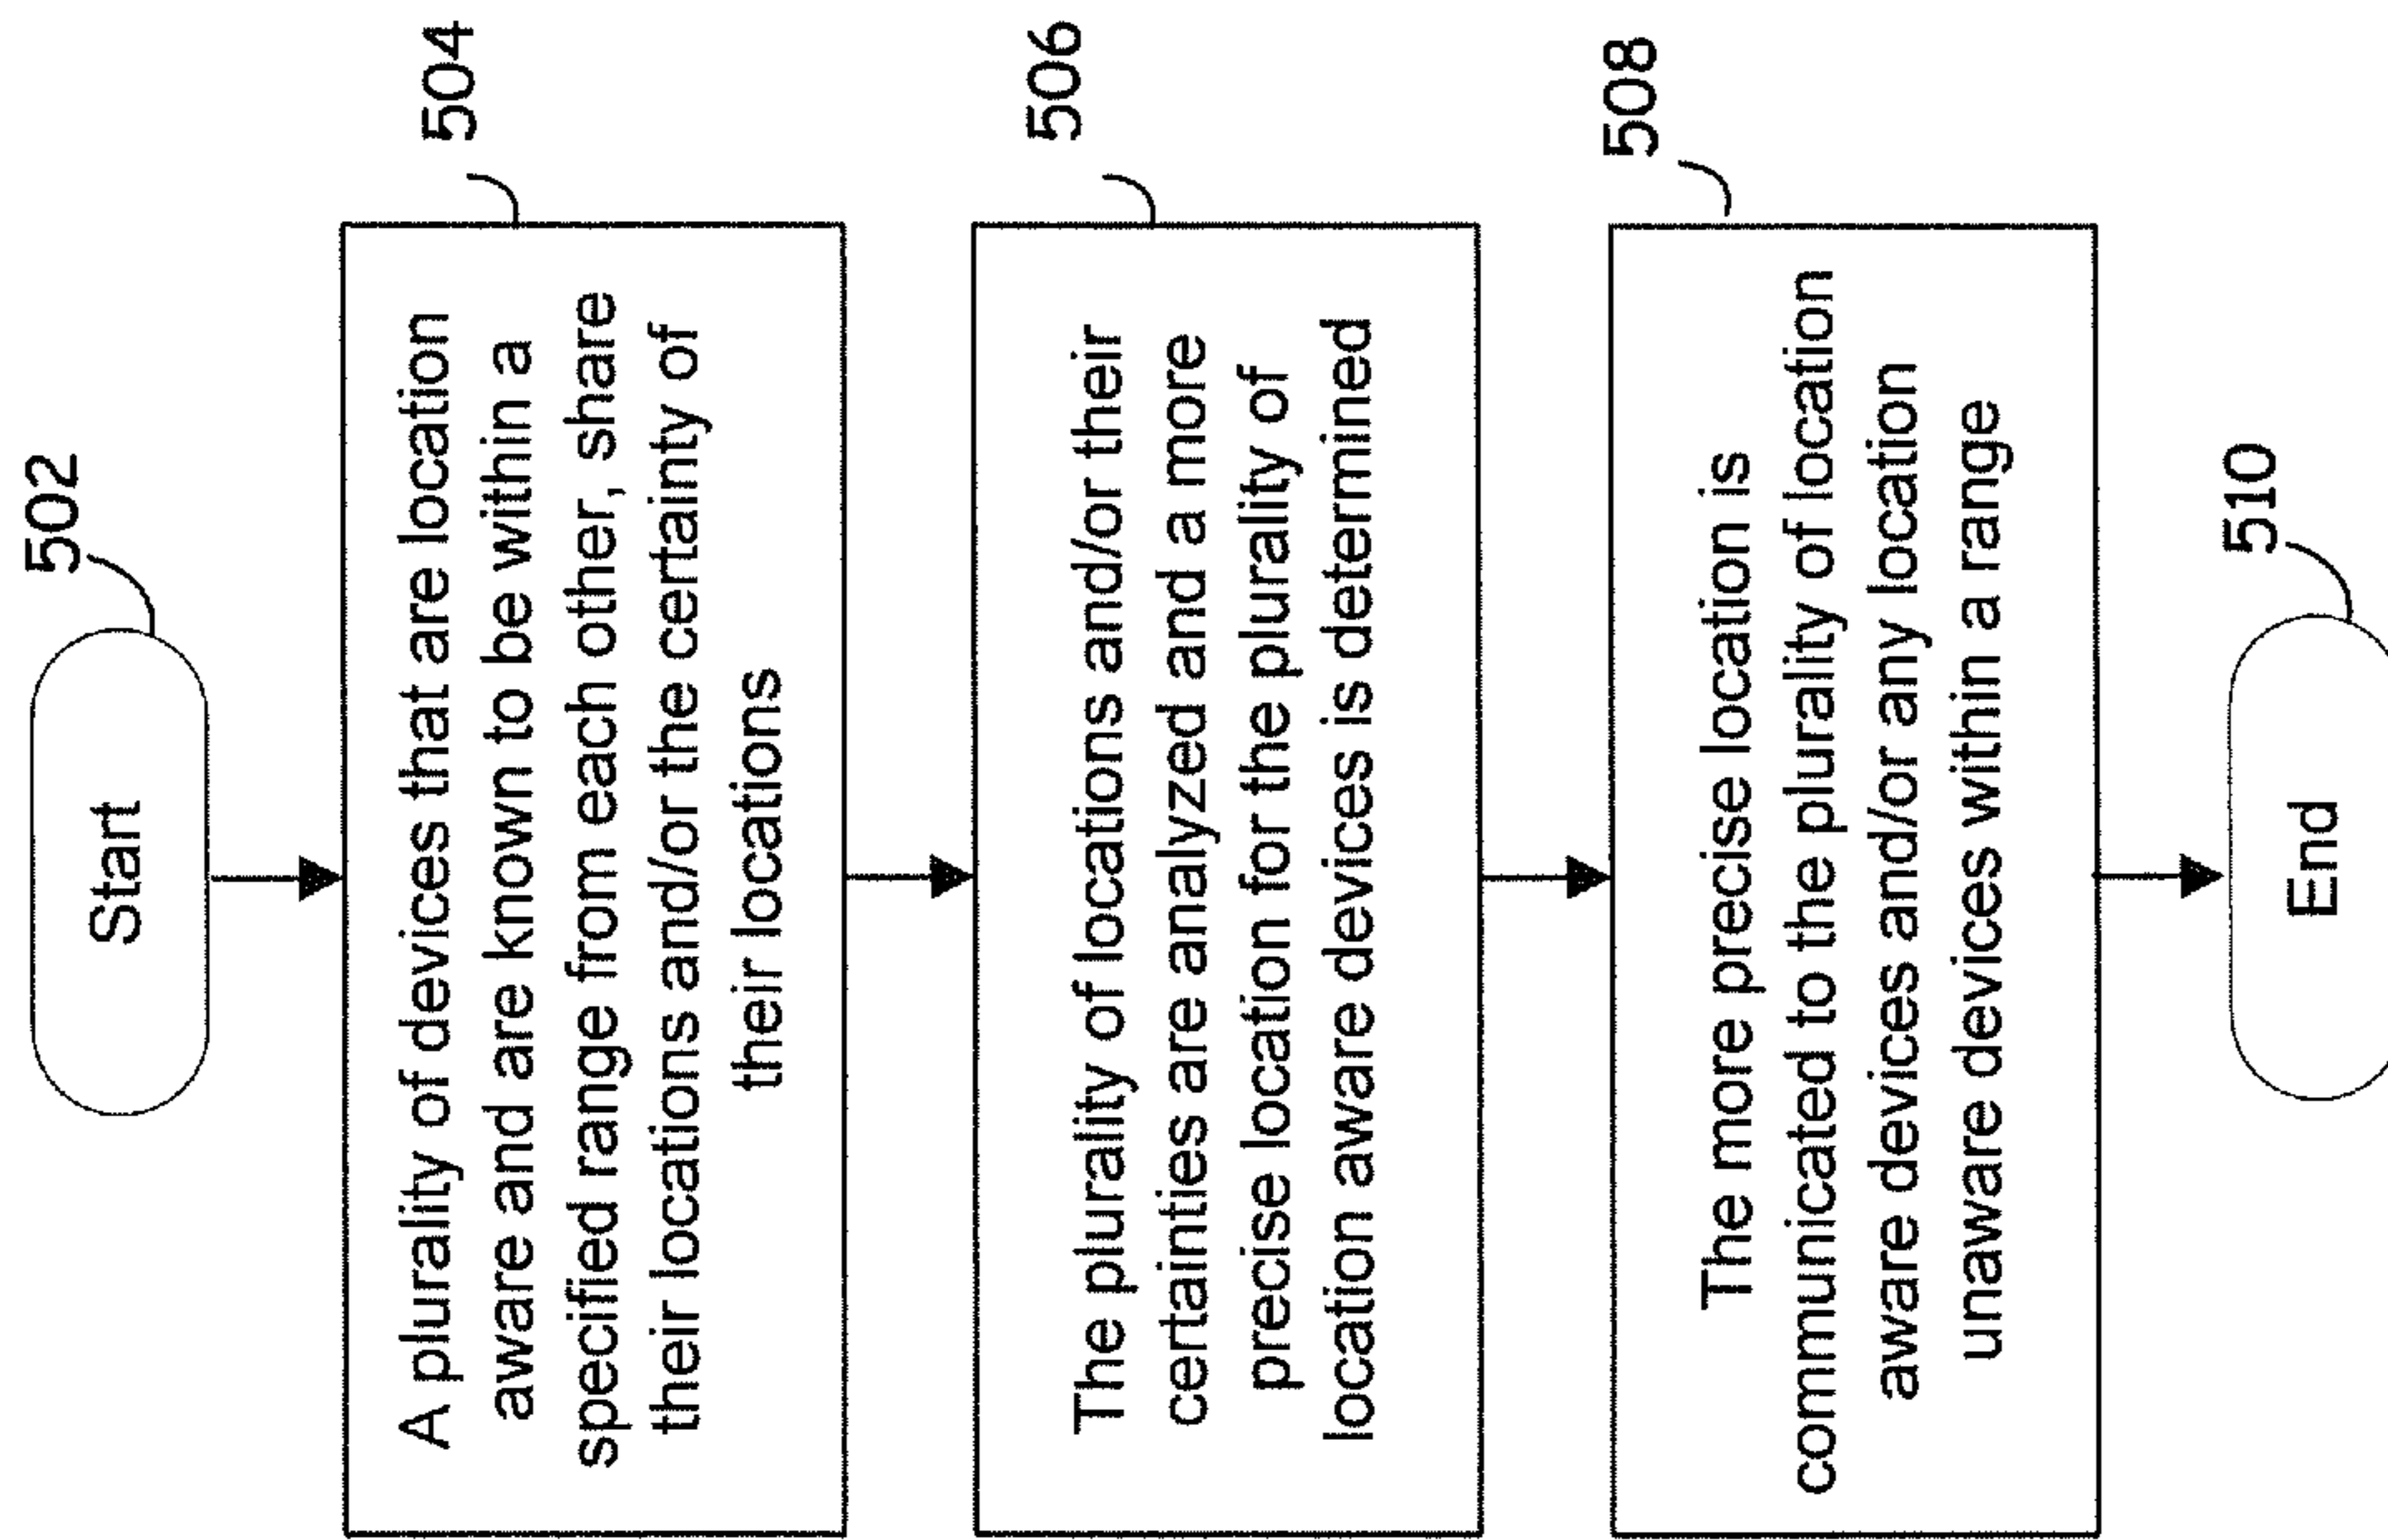 502
Start
504
A plurality of devices that are location
aware and are known to be within a
specified range from each other, share
their locations and/or the certainty of
their locations
506
The plurality of locations and/or their
certainties are analyzed and a more
precise location for the plurality of
location aware devices is determined
508
The more precise location is
communicated to the plurality of location
aware devices and/or any location
unaware devices within a range
510
End